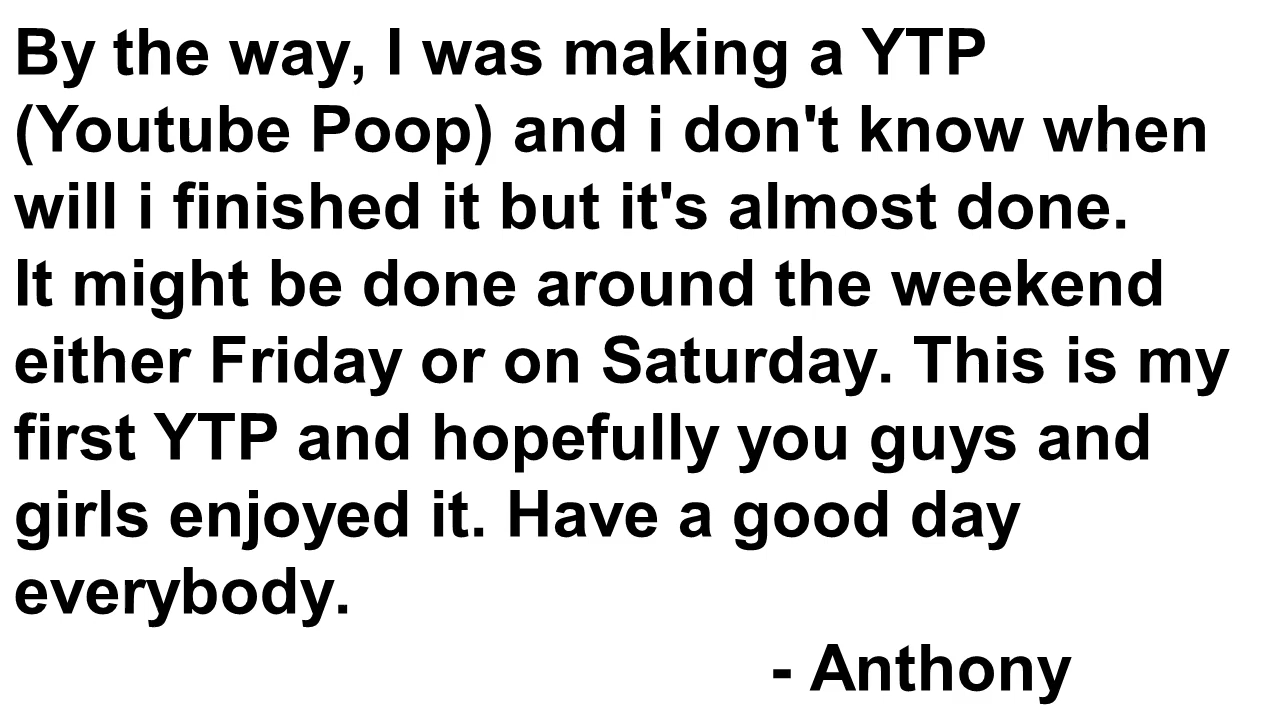 By the way, I was making a YTP
(Youtube Poop) and i don't know when
will i finished it but it's almost done.
It might be done around the weekend
either Friday or on Saturday. This is my
first YTP and hopefully you guys and
girls enjoyed it. Have a good day
everybody.
- Anthony